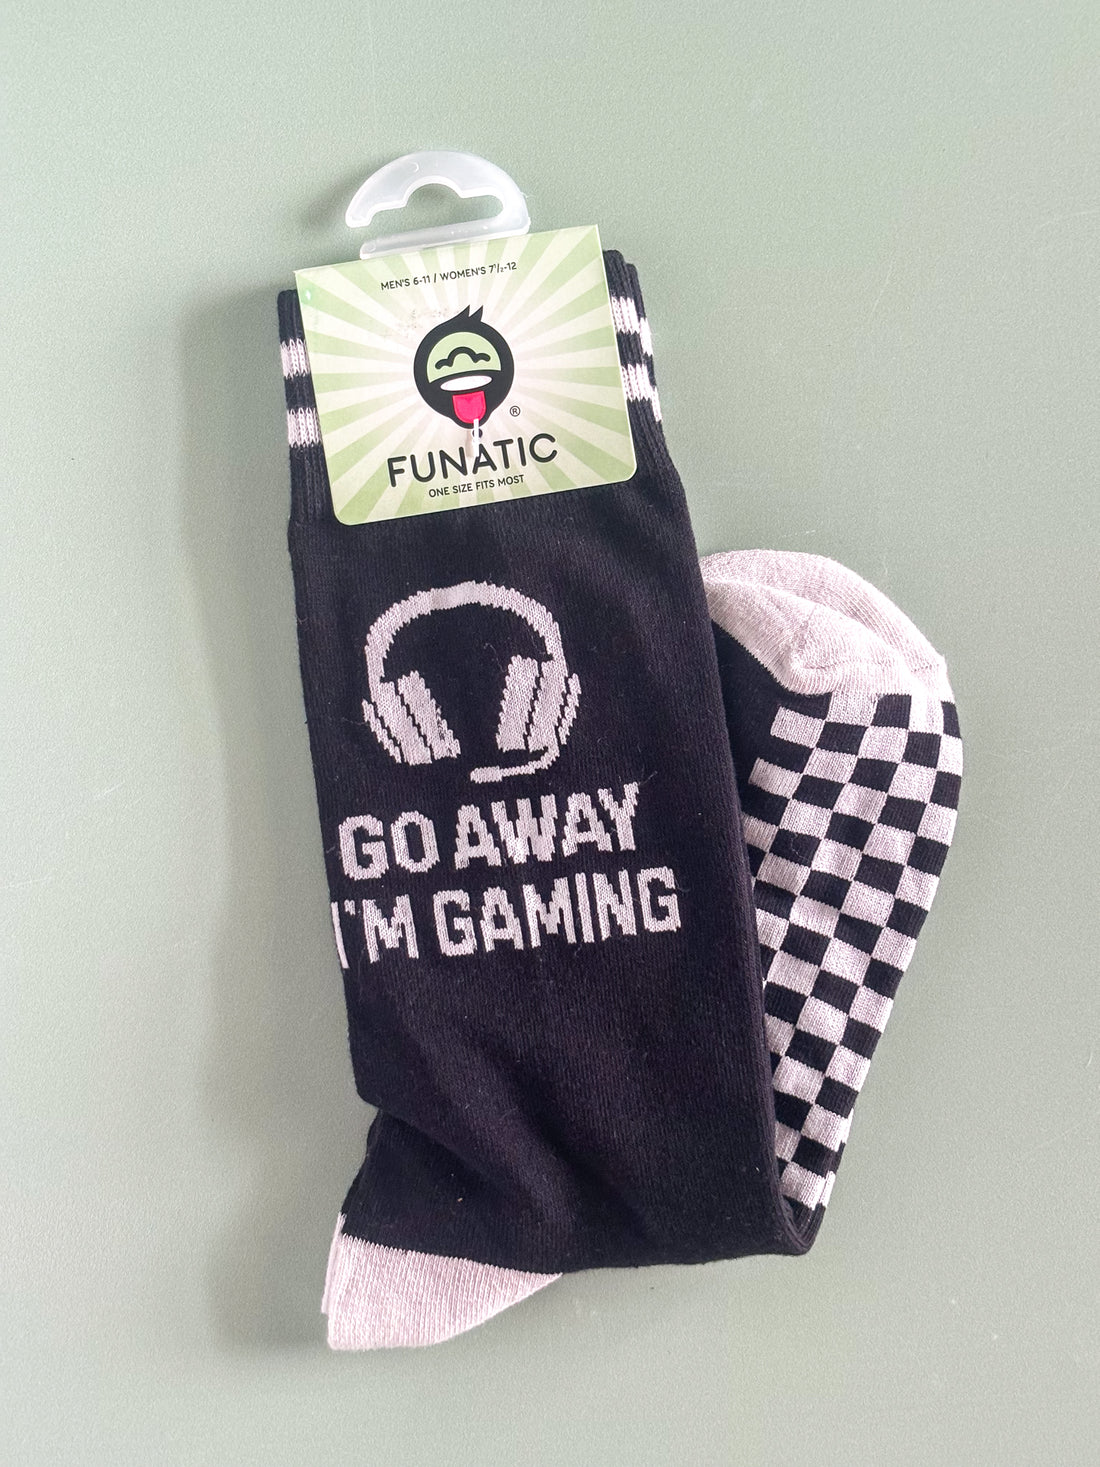 MEN'S 6-11 / WOMEN'S 7½-12
®
FUNATIC
ONE SIZE FITS MOST
GO AWAY
I'M GAMING